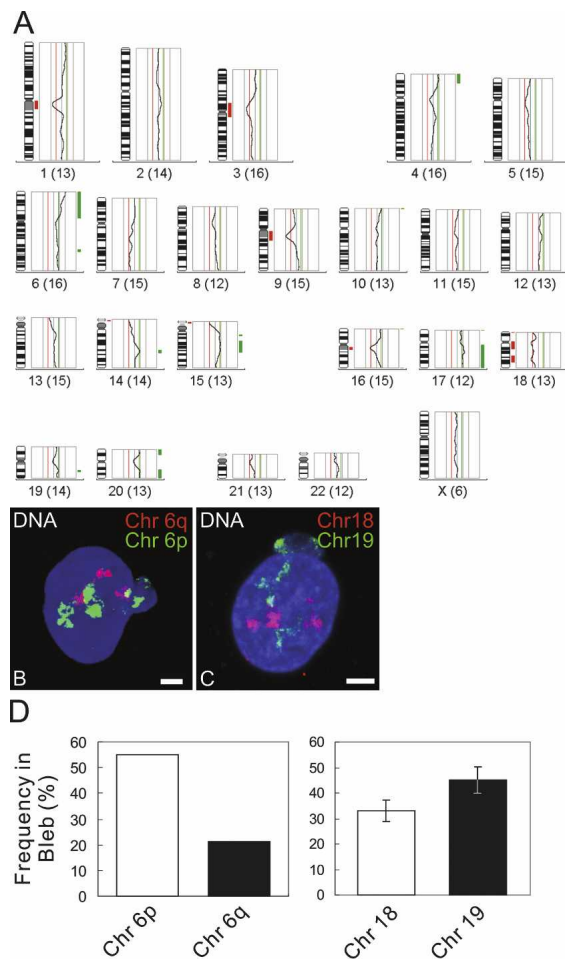 A
1 (13) 2 (14) 3 (16) 4 (16) 5 (15)
6 (16) 7 (15) 8 (12) 9 (15) 10 (13) 11 (15) 12 (13)
13 (15) 14 (14) 15 (13) 16 (15) 17 (12) 18 (13)
19 (14) 20 (13) 21 (13) 22 (12) X (6)
DNA Chr 6q
Chr 6p
B
DNA Chr18
Chr19
C
D
Frequency in
Bleb (%)
60
50
40
30
20
10
0
Chr 6p
Chr 6q
60
50
40
30
20
10
0
Chr 18
Chr 19